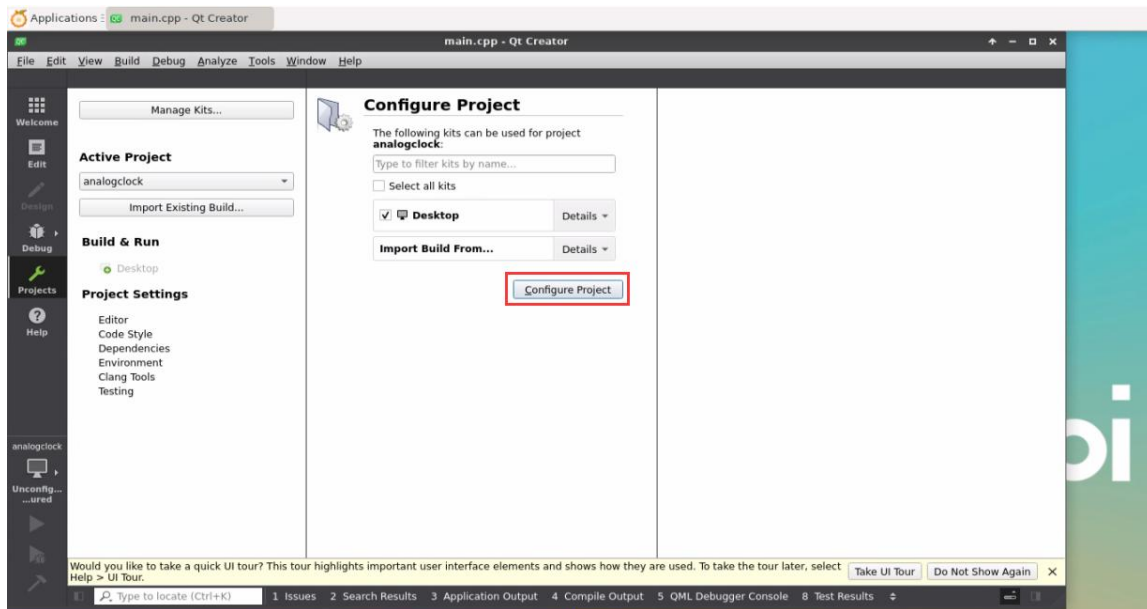 Applications
main.cpp - Qt Creator
main.cpp - Qt Creator
File Edit View Build Debug Analyze Tools Window Help
Welcome
Edit
Design
Debug
Projects
Help
analogclock
Unconfig...
...ured
Manage Kits...
Active Project
analogclock
Import Existing Build...
Build & Run
Desktop
Project Settings
Editor
Code Style
Dependencies
Environment
Clang Tools
Testing
Configure Project
The following kits can be used for project
analogclock:
Type to filter kits by name...
Select all kits
Desktop Details
Import Build From... Details
Configure Project
Would you like to take a quick UI tour? This tour highlights important user interface elements and shows how they are used. To take the tour later, select
Help > UI Tour.
Take UI Tour Do Not Show Again
Type to locate (Ctrl+K) 1 Issues 2 Search Results 3 Application Output 4 Compile Output 5 QML Debugger Console 8 Test Results
pi